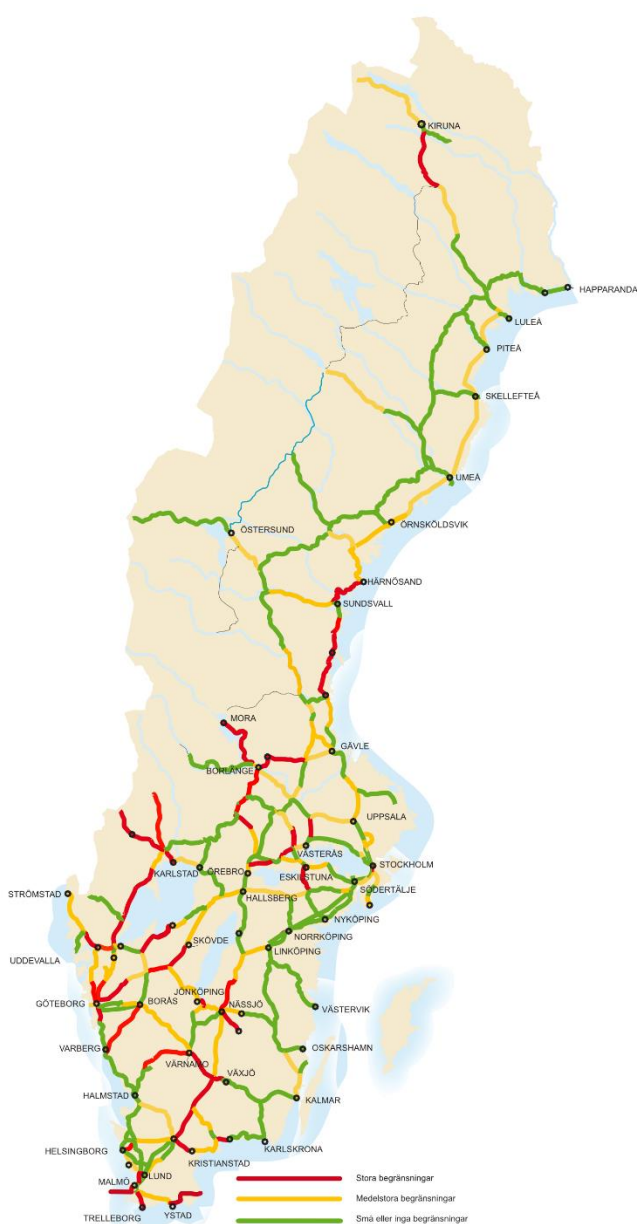 KIRUNA
HAPPARANDA
LULEÅ
PITEÅ
SKELLEFTEÅ
UMEÅ
ÖRNSKÖLDSVIK
ÖSTERSUND
HÄRNÖSAND
SUNDSVALL
MORA
GÄVLE
BORLÄNGE
UPPSALA
VÄSTERÅS
STOCKHOLM
KARLSTAD
ÖREBRO
ESKILSTUNA
SÖDERTÄLJE
STRÖMSTAD
HALLSBERG
NYKÖPING
NORRKÖPING
SKÖVDE
LINKÖPING
UDDEVALLA
JÖNKÖPING
GÖTEBORG
BORÅS
NÄSSJÖ
VÄSTERVIK
VARBERG
OSKARSHAMN
VÄRNAMO
VÄXJÖ
HALMSTAD
KALMAR
HELSINGBORG
KARLSKRONA
KRISTIANSTAD
LUND
MALMÖ
TRELLEBORG
YSTAD
Stora begränsningar
Medelstora begränsningar
Små eller inga begränsningar